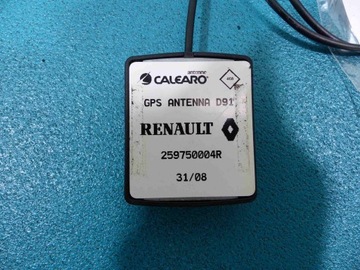 antenne
CALEARO
GPS ANTENNA D91
RENAULT
259750004R
31/08